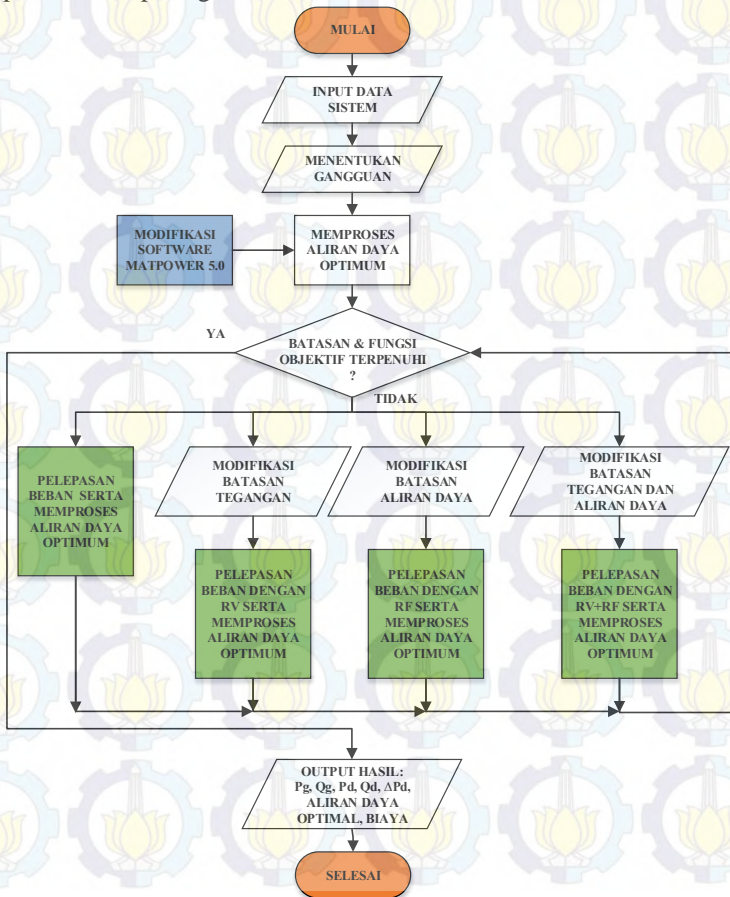 MULAI
INPUT DATA
SISTEM
MENENTUKAN
GANGGUAN
MODIFIKASI
SOFTWARE
MATPOWER 5.0
MEMPROSES
ALIRAN DAYA
OPTIMUM
YA
BATASAN & FUNGSI
OBJEKTIF TERPENUHI
?
TIDAK
PELEPASAN
BEBAN SERTA
MEMPROSES
ALIRAN DAYA
OPTIMUM
MODIFIKASI
BATASAN
TEGANGAN
MODIFIKASI
BATASAN
ALIRAN DAYA
MODIFIKASI
BATASAN
TEGANGAN DAN
ALIRAN DAYA
PELEPASAN
BEBAN DENGAN
RV SERTA
MEMPROSES
ALIRAN DAYA
OPTIMUM
PELEPASAN
BEBAN DENGAN
RF SERTA
MEMPROSES
ALIRAN DAYA
OPTIMUM
PELEPASAN
BEBAN DENGAN
RV+RF SERTA
MEMPROSES
ALIRAN DAYA
OPTIMUM
OUTPUT HASIL:
Pg, Qg, Pd, Qd, ΔPd,
ALIRAN DAYA
OPTIMAL, BIAYA
SELESAI